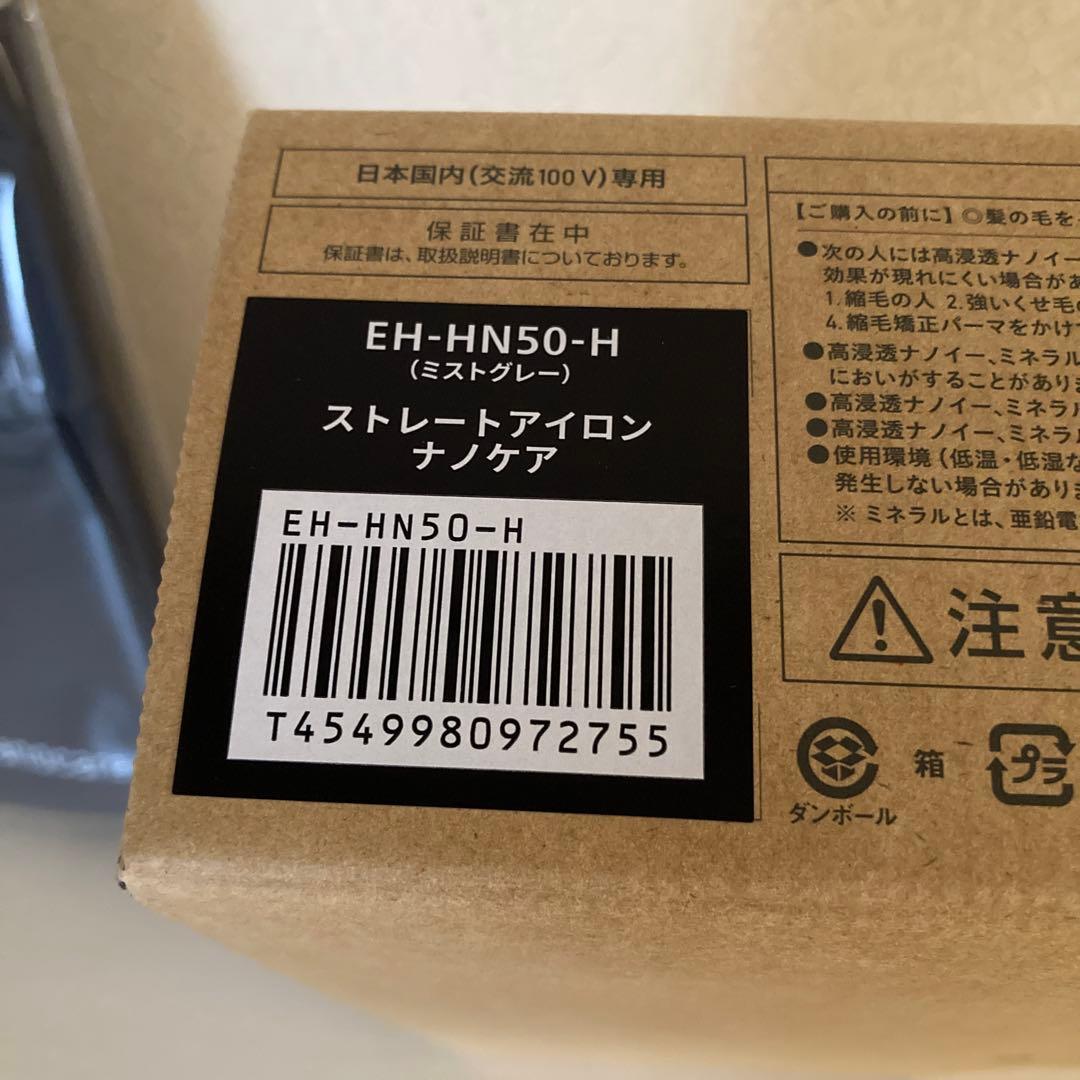 日本国内(交流100 V)専用
保証書在中
保証書は、取扱説明書についております。
EH-HN50-H
(ミストグレー)
ストレートアイロン
ナノケア
EH-HN50-H
T4549980972755
【ご購入の前に】◎髪の毛を
●次の人には高浸透ナノイー
効果が現れにくい場合があ
1.縮毛の人 2.強いくせ毛の
4.縮毛矯正パーマをかけて
●高浸透ナノイー、ミネラル
においがすることがありま
●高浸透ナノイー、ミネラル
●高浸透ナノイー、ミネラル
●使用環境(低温・低湿な
発生しない場合がありま
※ ミネラルとは、亜鉛電
注意
箱
プラ
ダンボール